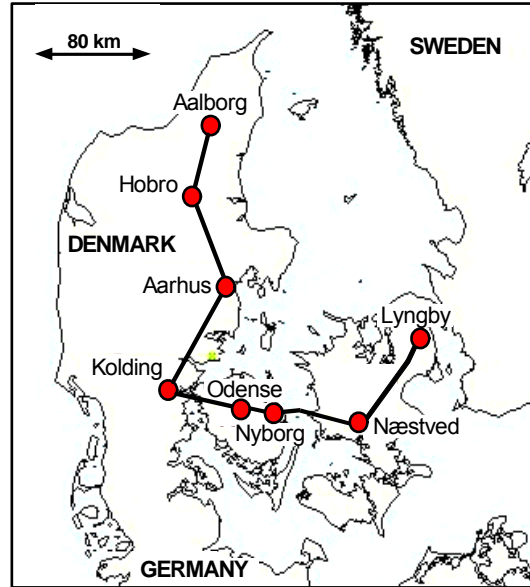 80 km
SWEDEN
Aalborg
Hobro
DENMARK
Aarhus
Lyngby
Kolding
Odense
Nyborg
Næstved
GERMANY